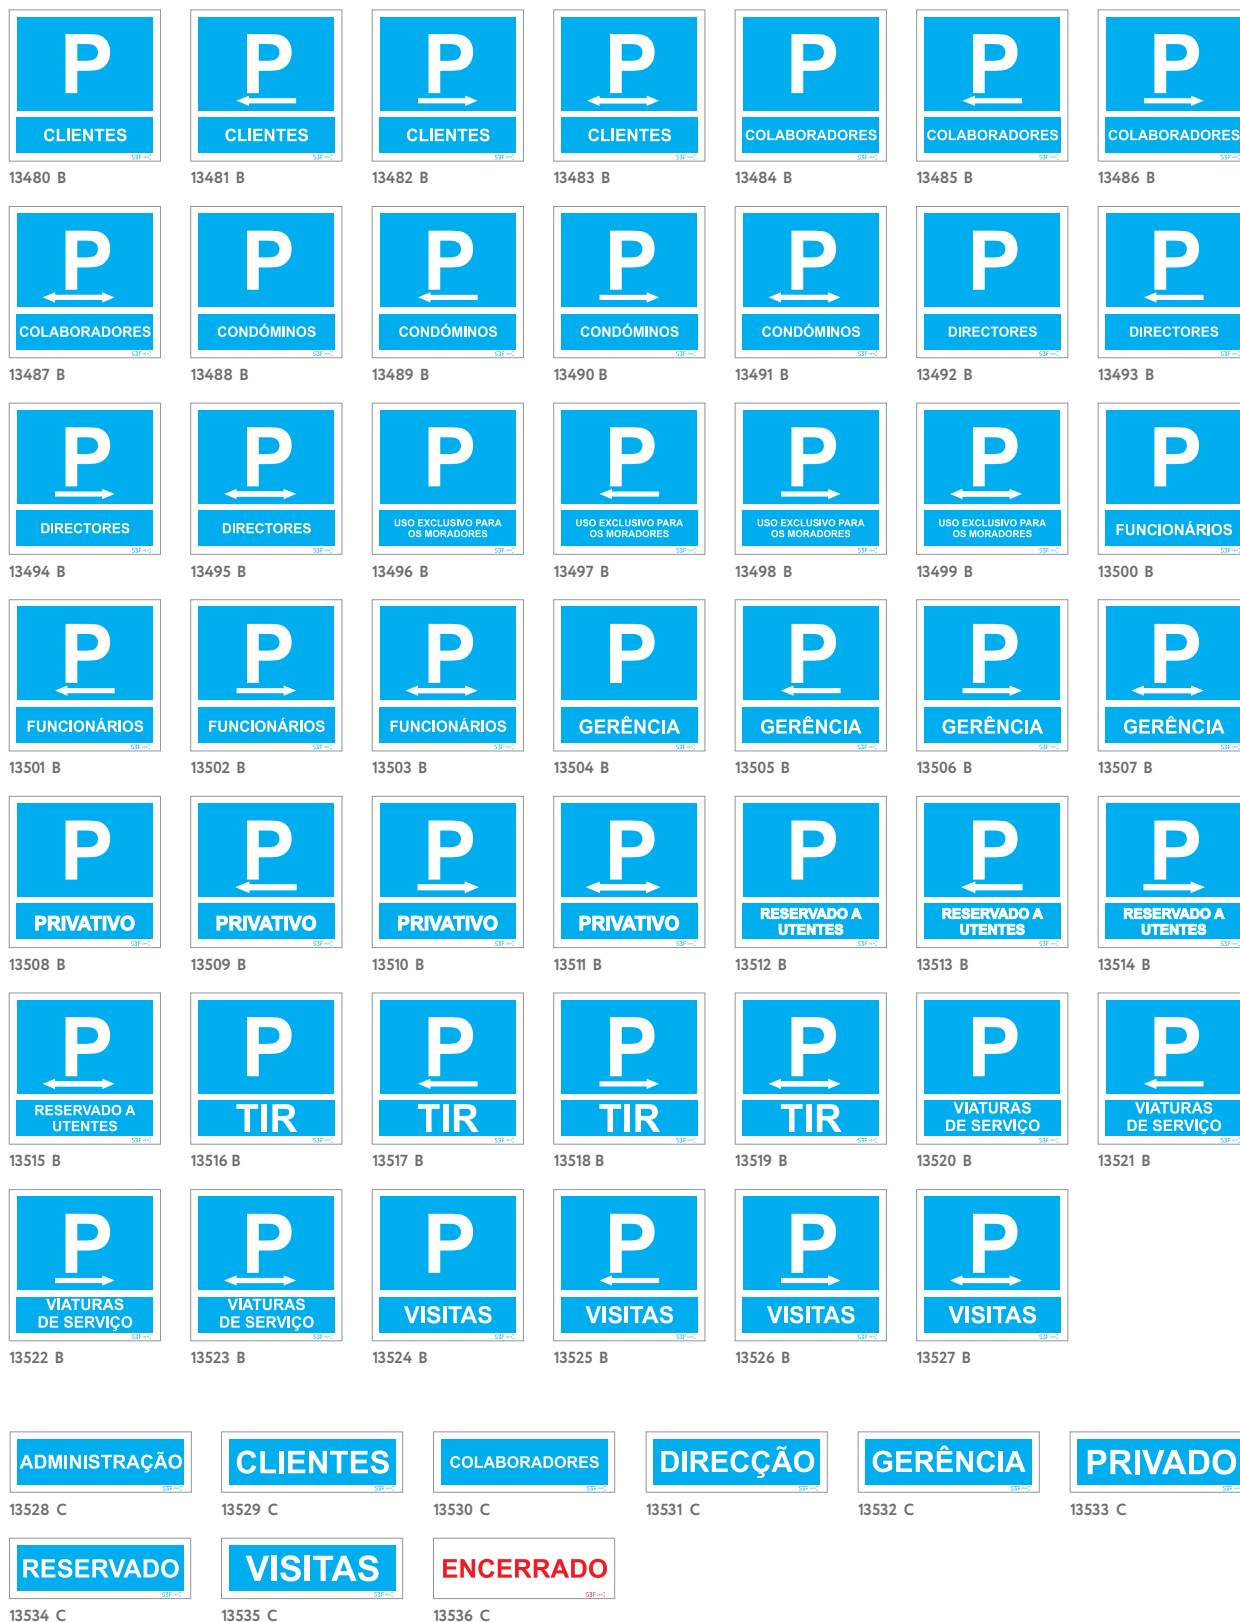 P P P P P P P
CLIENTES CLIENTES CLIENTES CLIENTES COLABORADORES COLABORADORES COLABORADORES
13480 B 13481 B 13482 B 13483 B 13484 B 13485 B 13486 B
P P P P P P P
COLABORADORES CONDÓMINOS CONDÓMINOS CONDÓMINOS CONDÓMINOS DIRECTORES DIRECTORES
13487 B 13488 B 13489 B 13490 B 13491 B 13492 B 13493 B
P P P P P P P
DIRECTORES DIRECTORES USO EXCLUSIVO PARA OS MORADORES USO EXCLUSIVO PARA OS MORADORES USO EXCLUSIVO PARA OS MORADORES USO EXCLUSIVO PARA OS MORADORES FUNCIONÁRIOS
13494 B 13495 B 13496 B 13497 B 13498 B 13499 B 13500 B
P P P P P P P
FUNCIONÁRIOS FUNCIONÁRIOS FUNCIONÁRIOS GERÊNCIA GERÊNCIA GERÊNCIA GERÊNCIA
13501 B 13502 B 13503 B 13504 B 13505 B 13506 B 13507 B
P P P P P P P
PRIVATIVO PRIVATIVO PRIVATIVO PRIVATIVO RESERVADO A UTENTES RESERVADO A UTENTES RESERVADO A UTENTES
13508 B 13509 B 13510 B 13511 B 13512 B 13513 B 13514 B
P P P P P P P
RESERVADO A UTENTES TIR TIR TIR TIR VIATURAS DE SERVIÇO VIATURAS DE SERVIÇO
13515 B 13516 B 13517 B 13518 B 13519 B 13520 B 13521 B
P P P P P P
VIATURAS DE SERVIÇO VIATURAS DE SERVIÇO VISITAS VISITAS VISITAS VISITAS
13522 B 13523 B 13524 B 13525 B 13526 B 13527 B
ADMINISTRAÇÃO CLIENTES COLABORADORES DIRECÇÃO GERÊNCIA PRIVADO
13528 C 13529 C 13530 C 13531 C 13532 C 13533 C
RESERVADO VISITAS ENCERRADO
13534 C 13535 C 13536 C